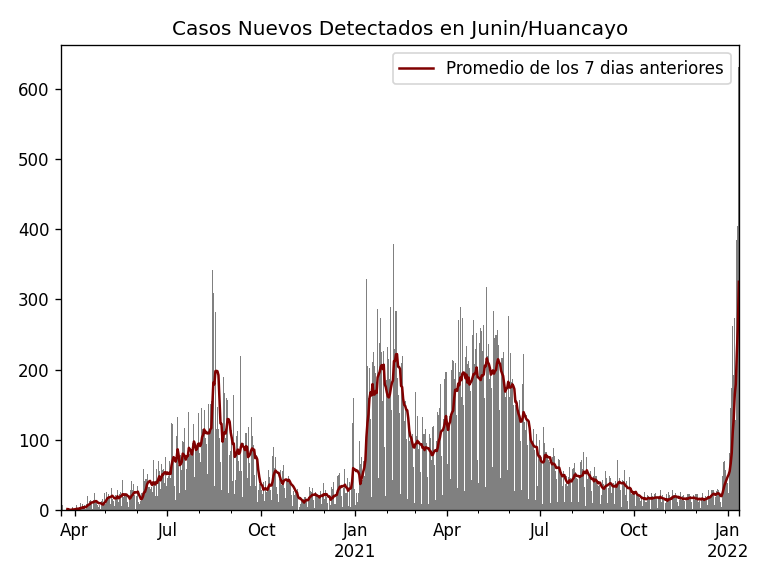 Casos Nuevos Detectados en Junin/Huancayo
Promedio de los 7 dias anteriores
600
500
400
300
200
100
0
Apr Jul Oct Jan Apr Jul Oct Jan
2021 2022